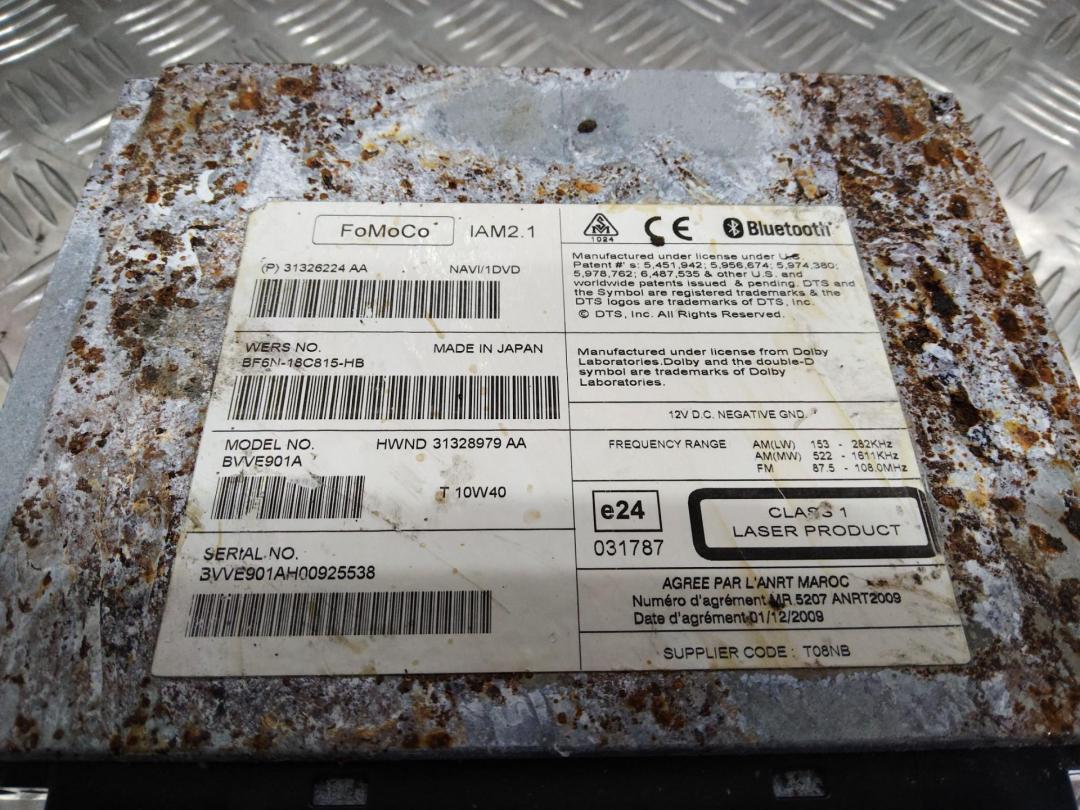 FoMoCo IAM2.1
(P) 31326224 AA NAVI/1DVD
WERS NO. MADE IN JAPAN
BF6N-18C815-HB
MODEL NO. HWND 31328979 AA
BVVE901A
T 10W40
SERIAL NO.
BVVE901AH00925538
1024
CE Bluetooth
Manufactured under license under U.S.
Patent #' s: 5,451,942; 5,956,674; 5,974,380;
5,978,762; 6,487,535 & other U.S. and
worldwide patents issued & pending. DTS and
the Symbol are registered trademarks & the
DTS logos are trademarks of DTS, Inc.
© DTS, Inc. All Rights Reserved.
Manufactured under license from Dolby
Laboratories.Dolby and the double-D
symbol are trademarks of Dolby
Laboratories.
12V D.C. NEGATIVE GND.
FREQUENCY RANGE AM(LW) 153 - 282KHz
AM(MW) 522 - 1611KHz
FM 87.5 - 108.0MHz
e24
031787
CLASS 1
LASER PRODUCT
AGREE PAR L'ANRT MAROC
Numéro d'agrément MR 5207 ANRT2009
Date d'agrément 01/12/2009
SUPPLIER CODE : T08NB